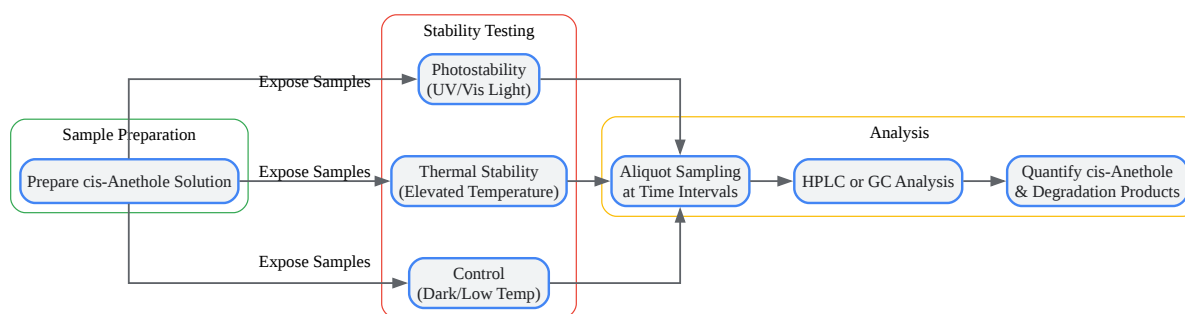 Sample Preparation
Prepare cis-Anethole Solution
Expose Samples
Expose Samples
Expose Samples
Stability Testing
Photostability
(UV/Vis Light)
Thermal Stability
(Elevated Temperature)
Control
(Dark/Low Temp)
Analysis
Aliquot Sampling
at Time Intervals
HPLC or GC Analysis
Quantify cis-Anethole
& Degradation Products